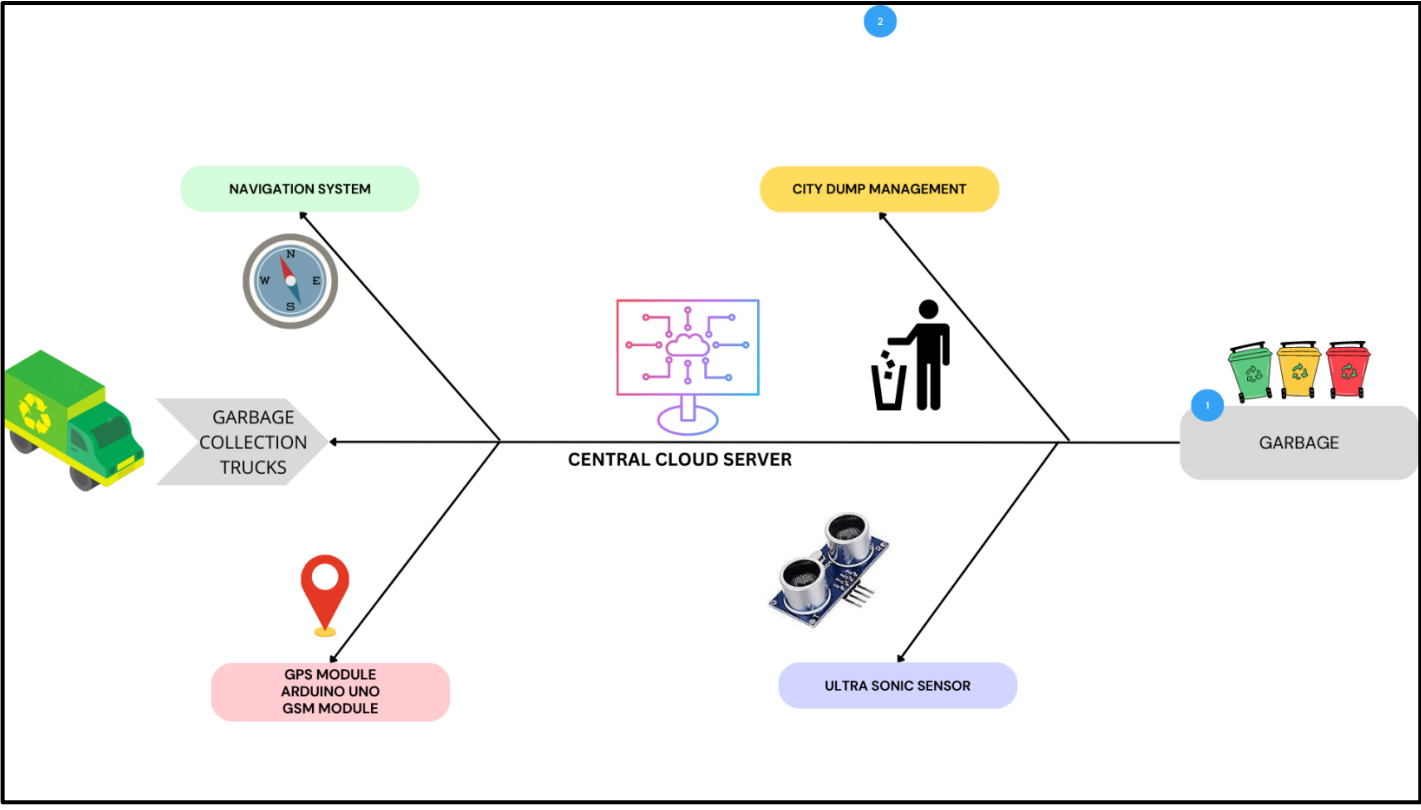 2
NAVIGATION SYSTEM
CITY DUMP MANAGEMENT
N
W E
S
1
GARBAGE
COLLECTION
TRUCKS
GARBAGE
CENTRAL CLOUD SERVER
GPS MODULE
ARDUINO UNO
GSM MODULE
ULTRA SONIC SENSOR